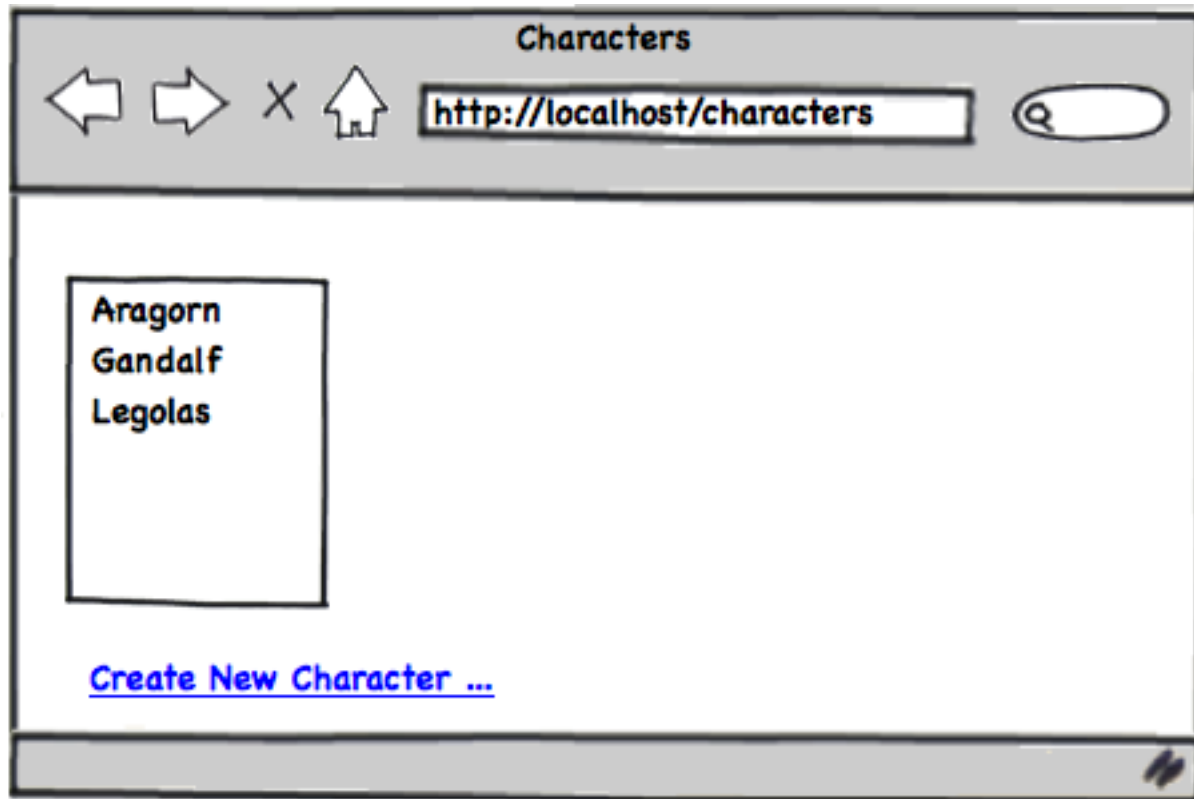 Characters
http://localhost/characters
Aragorn
Gandalf
Legolas
Create New Character ...